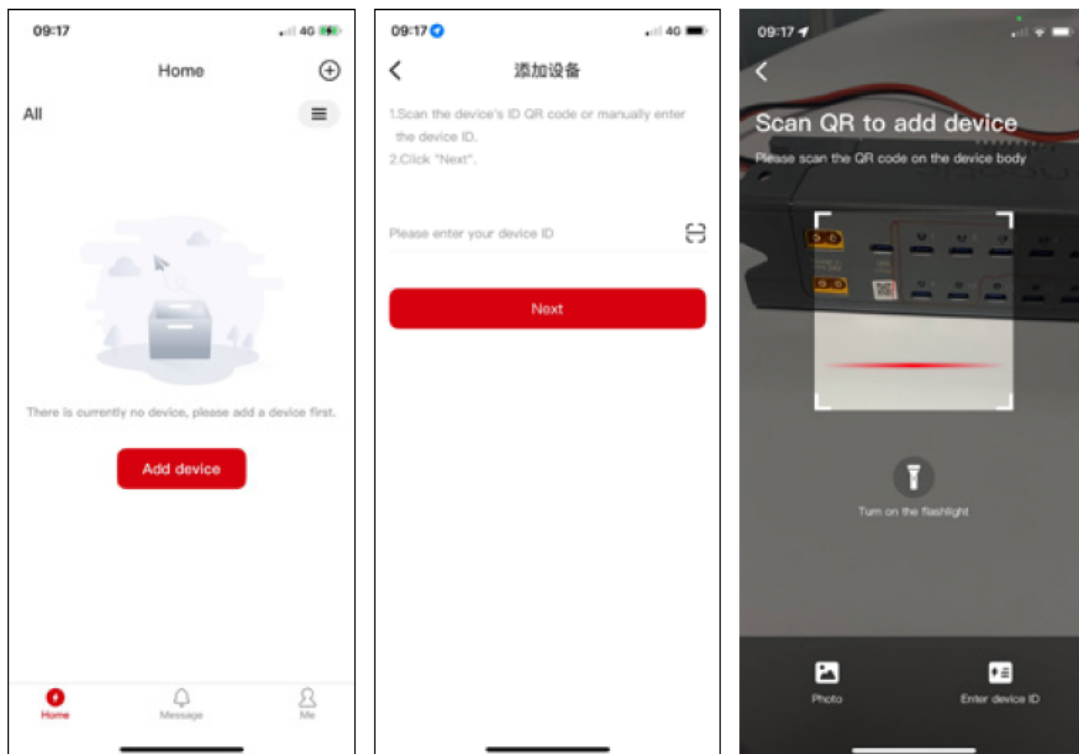 09:17
4G
Home
All
There is currently no device, please add a device first.
Add device
Home
Message
Me
09:17
4G
添加设备
1.Scan the device's ID QR code or manually enter
the device ID.
2.Click "Next".
Please enter your device ID
Next
09:17
Scan QR to add device
Please scan the QR code on the device body
Turn on the flashlight
Photo
Enter device ID